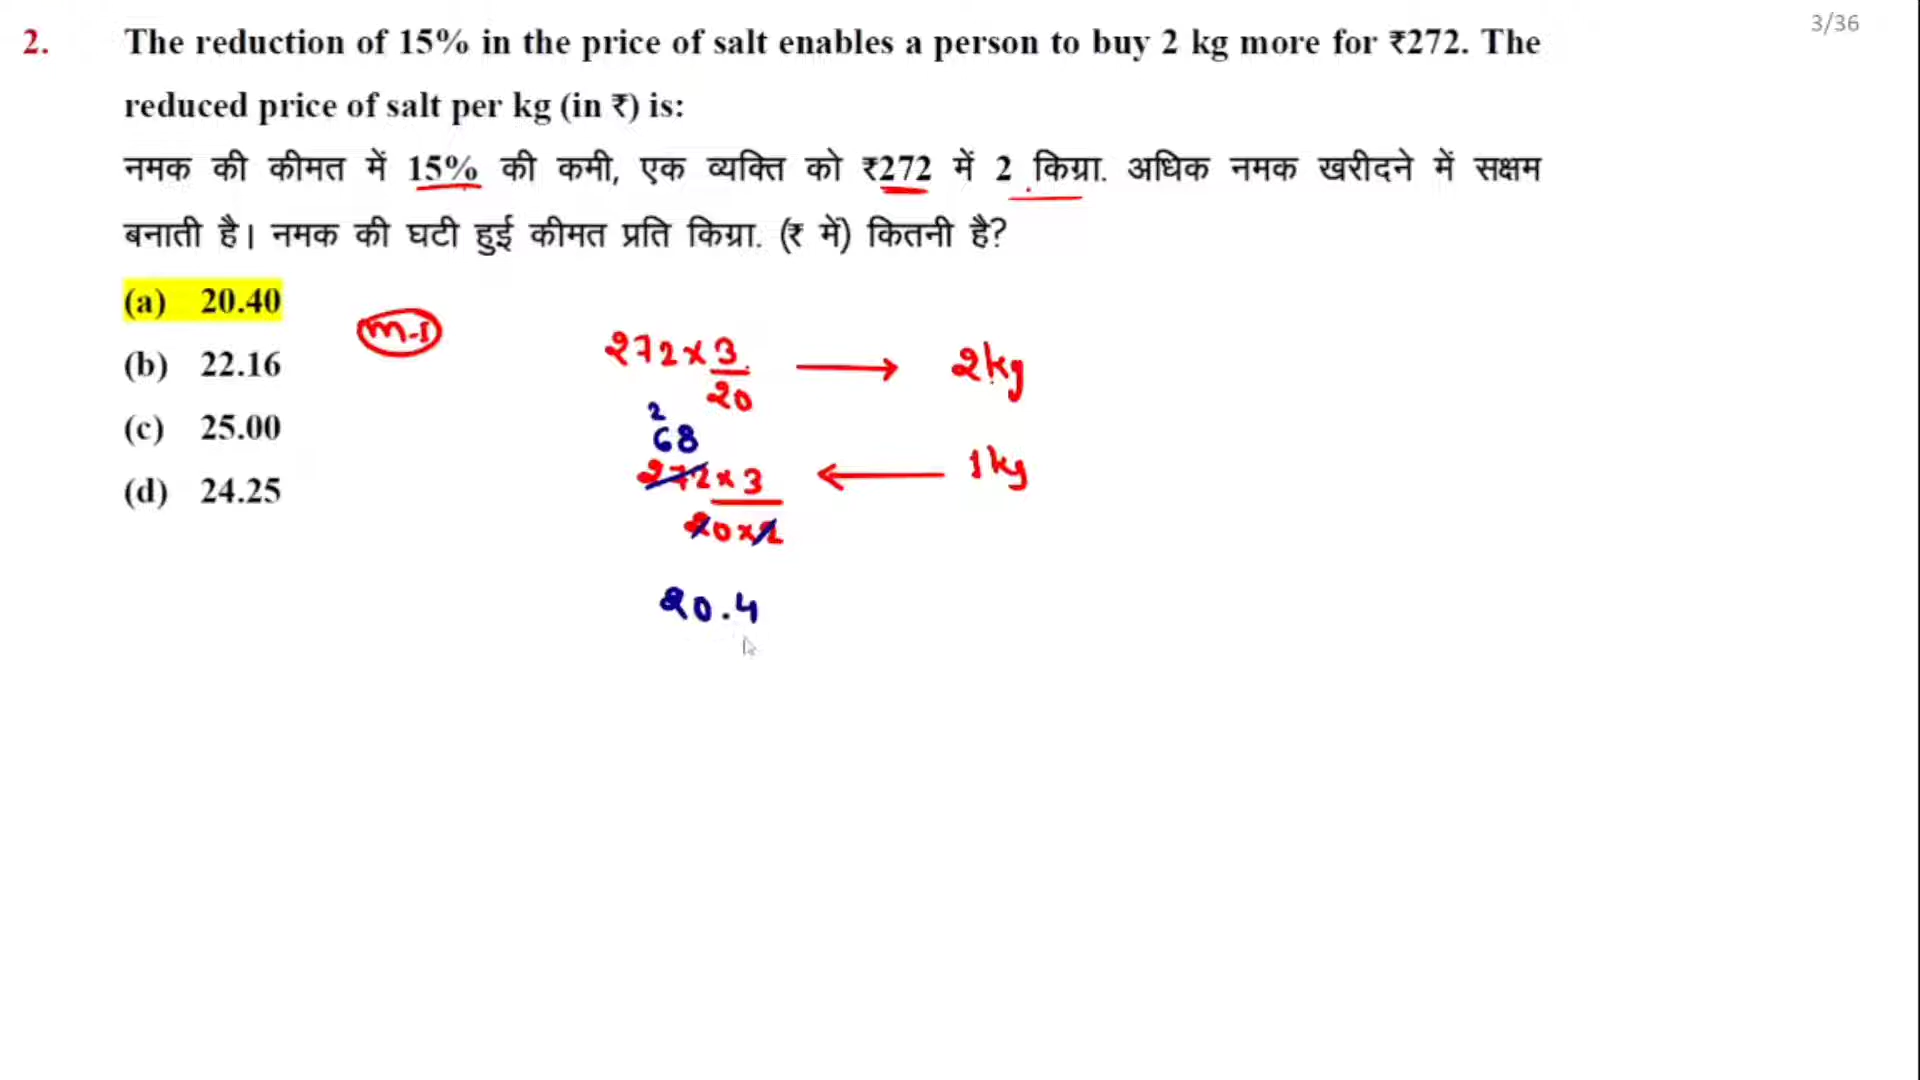 3/36
2. The reduction of 15% in the price of salt enables a person to buy 2 kg more for ₹272. The
reduced price of salt per kg (in ₹) is:
नमक की कीमत में 15% की कमी, एक व्यक्ति को ₹272 में 2 किग्रा. अधिक नमक खरीदने में सक्षम
बनाती है। नमक की घटी हुई कीमत प्रति किग्रा. (₹ में) कितनी है?
(a) 20.40
(b) 22.16
(c) 25.00
(d) 24.25
M-I
272 × 3
20
→ 2kg
2
68
272 × 3
20 × 2
← 1kg
20.4